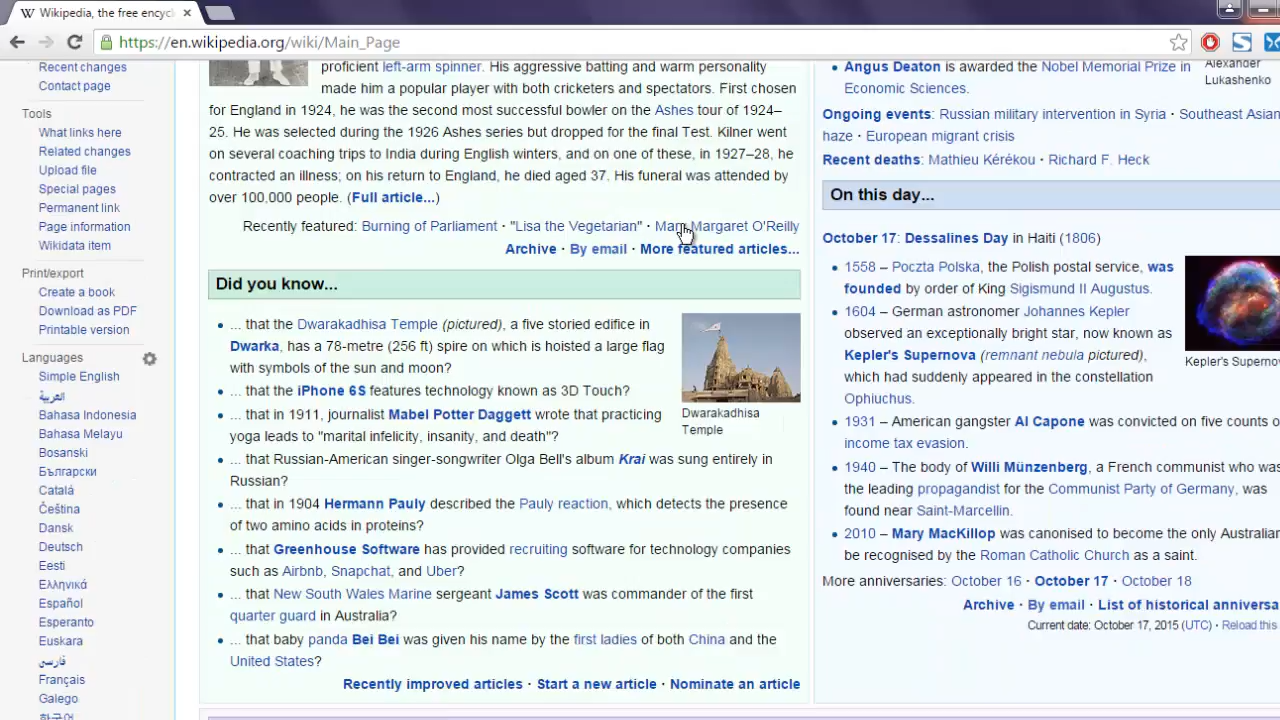 Wikipedia, the free encyc
https://en.wikipedia.org/wiki/Main_Page
Recent changes
Contact page
Tools
What links here
Related changes
Upload file
Special pages
Permanent link
Page information
Wikidata item
Print/export
Create a book
Download as PDF
Printable version
Languages
Simple English
العربية
Bahasa Indonesia
Bahasa Melayu
Bosanski
Български
Català
Čeština
Dansk
Deutsch
Eesti
Ελληνικά
Español
Esperanto
Euskara
فارسی
Français
Galego
한국어
proficient left-arm spinner. His aggressive batting and warm personality
made him a popular player with both cricketers and spectators. First chosen
for England in 1924, he was the second most successful bowler on the Ashes tour of 1924–
25. He was selected during the 1926 Ashes series but dropped for the final Test. Kilner went
on several coaching trips to India during English winters, and on one of these, in 1927–28, he
contracted an illness; on his return to England, he died aged 37. His funeral was attended by
over 100,000 people. (Full article...)
Recently featured: Burning of Parliament · "Lisa the Vegetarian" · Mary Margaret O'Reilly
Archive · By email · More featured articles...
Did you know...
... that the Dwarakadhisa Temple (pictured), a five storied edifice in
Dwarka, has a 78-metre (256 ft) spire on which is hoisted a large flag
with symbols of the sun and moon?
... that the iPhone 6S features technology known as 3D Touch?
... that in 1911, journalist Mabel Potter Daggett wrote that practicing
yoga leads to "marital infelicity, insanity, and death"?
... that Russian-American singer-songwriter Olga Bell's album Krai was sung entirely in
Russian?
... that in 1904 Hermann Pauly described the Pauly reaction, which detects the presence
of two amino acids in proteins?
... that Greenhouse Software has provided recruiting software for technology companies
such as Airbnb, Snapchat, and Uber?
... that New South Wales Marine sergeant James Scott was commander of the first
quarter guard in Australia?
... that baby panda Bei Bei was given his name by the first ladies of both China and the
United States?
Dwarakadhisa
Temple
Recently improved articles · Start a new article · Nominate an article
Angus Deaton is awarded the Nobel Memorial Prize in
Economic Sciences.
Alexander
Lukashenko
Ongoing events: Russian military intervention in Syria · Southeast Asian
haze · European migrant crisis
Recent deaths: Mathieu Kérékou · Richard F. Heck
On this day...
October 17: Dessalines Day in Haiti (1806)
1558 – Poczta Polska, the Polish postal service, was
founded by order of King Sigismund II Augustus.
1604 – German astronomer Johannes Kepler
observed an exceptionally bright star, now known as
Kepler's Supernova (remnant nebula pictured),
which had suddenly appeared in the constellation
Ophiuchus.
Kepler's Supernov
1931 – American gangster Al Capone was convicted on five counts o
income tax evasion.
1940 – The body of Willi Münzenberg, a French communist who was
the leading propagandist for the Communist Party of Germany, was
found near Saint-Marcellin.
2010 – Mary MacKillop was canonised to become the only Australian
be recognised by the Roman Catholic Church as a saint.
More anniversaries: October 16 · October 17 · October 18
Archive · By email · List of historical anniversa
Current date: October 17, 2015 (UTC) · Reload this